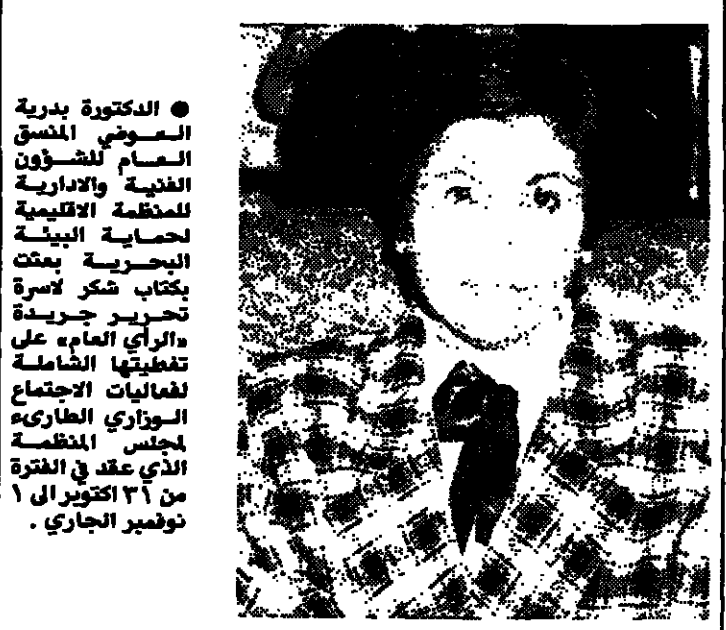 ● الدكتورة بدرية
العوضي المنسق
العام للشؤون
الفنية والادارية
للمنظمة الاقليمية
لحماية البيئة
البحرية بعثت
بكتاب شكر لاسرة
تحرير جريدة
«الرأي العام» على
تغطيتها الشاملة
لفعاليات الاجتماع
الوزاري الطارىء
لمجلس المنظمة
الذي عقد في الفترة
من ٣١ اكتوبر الى ١
نوفمبر الجاري .